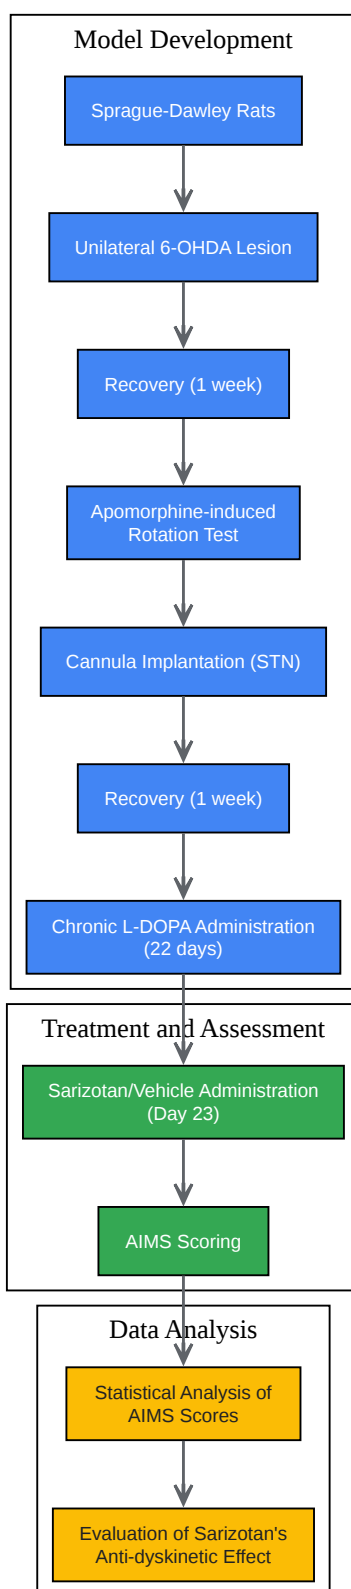 Model Development
Sprague-Dawley Rats
Unilateral 6-OHDA Lesion
Recovery (1 week)
Apomorphine-induced
Rotation Test
Cannula Implantation (STN)
Recovery (1 week)
Chronic L-DOPA Administration
(22 days)
Treatment and Assessment
Sarizotan/Vehicle Administration
(Day 23)
AIMS Scoring
Data Analysis
Statistical Analysis of
AIMS Scores
Evaluation of Sarizotan's
Anti-dyskinetic Effect